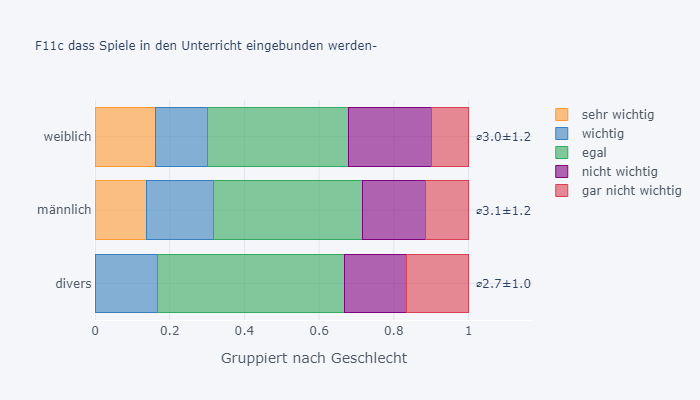 F11c dass Spiele in den Unterricht eingebunden werden-
weiblich
⌀3.0±1.2
männlich
⌀3.1±1.2
divers
⌀2.7±1.0
0 0.2 0.4 0.6 0.8 1
Gruppiert nach Geschlecht
sehr wichtig
wichtig
egal
nicht wichtig
gar nicht wichtig